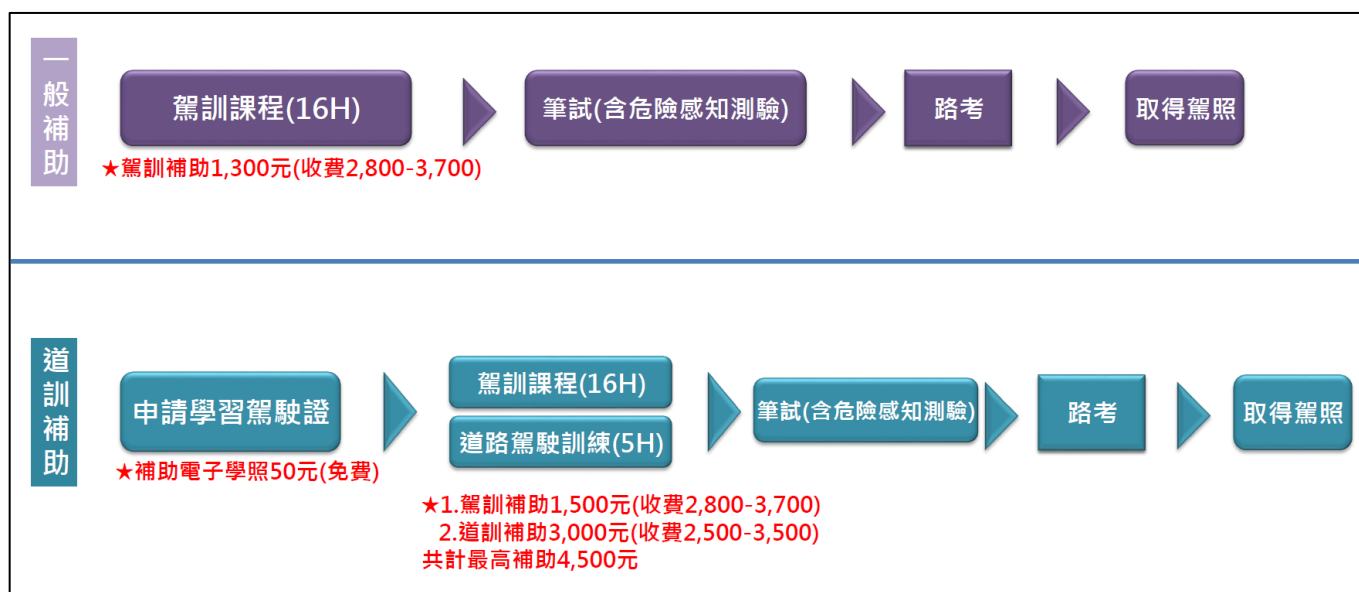 一般補助
駕訓課程(16H)
筆試(含危險感知測驗)
路考
取得駕照
★駕訓補助1,300元(收費2,800-3,700)
道訓補助
申請學習駕駛證
駕訓課程(16H)
道路駕駛訓練(5H)
筆試(含危險感知測驗)
路考
取得駕照
★補助電子學照50元(免費)
★1.駕訓補助1,500元(收費2,800-3,700)
2.道訓補助3,000元(收費2,500-3,500)
共計最高補助4,500元